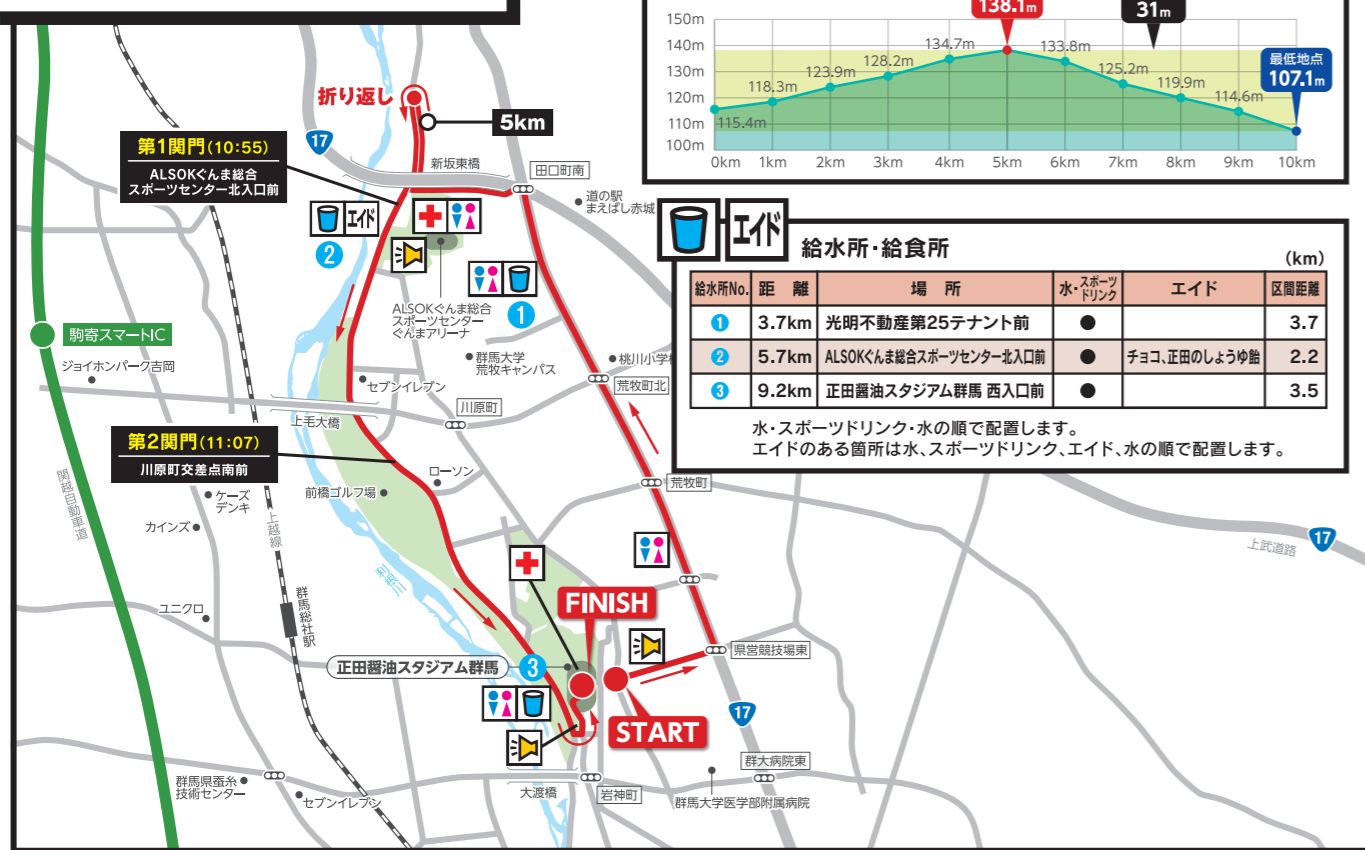 138.1m
31m
150m
140m
130m
120m
110m
100m
115.4m
118.3m
123.9m
128.2m
134.7m
133.8m
125.2m
119.9m
114.6m
最低地点
107.1m
0km
1km
2km
3km
4km
5km
6km
7km
8km
9km
10km
折り返し
5km
17
第1関門(10:55)
ALSOKぐんま総合
スポーツセンター北入口前
新坂東橋
田口町南
道の駅
まえばし赤城
エイド
2
ALSOKぐんま総合
スポーツセンター
ぐんまアリーナ
1
駒寄スマートIC
ジョイホンパーク吉岡
群馬大学
荒牧キャンパス
桃川小学校
セブンイレブン
荒牧町北
川原町
上毛大橋
第2関門(11:07)
川原町交差点南前
ローソン
前橋ゴルフ場
荒牧町
関越自動車道
ケーズ
デンキ
カインズ
上越線
利根川
上武道路
17
ユニクロ
群馬総社駅
FINISH
正田醤油スタジアム群馬
3
県営競技場東
START
17
群大病院東
群馬県蚕糸
技術センター
セブンイレブン
大渡橋
岩神町
群馬大学医学部附属病院
エイド
給水所・給食所
(km)
給水所No. 距離 場所 水・スポーツドリンク エイド 区間距離
1 3.7km 光明不動産第25テナント前 ● 3.7
2 5.7km ALSOKぐんま総合スポーツセンター北入口前 ● チョコ、正田のしょうゆ飴 2.2
3 9.2km 正田醤油スタジアム群馬 西入口前 ● 3.5
水・スポーツドリンク・水の順で配置します。
エイドのある箇所は水、スポーツドリンク、エイド、水の順で配置します。